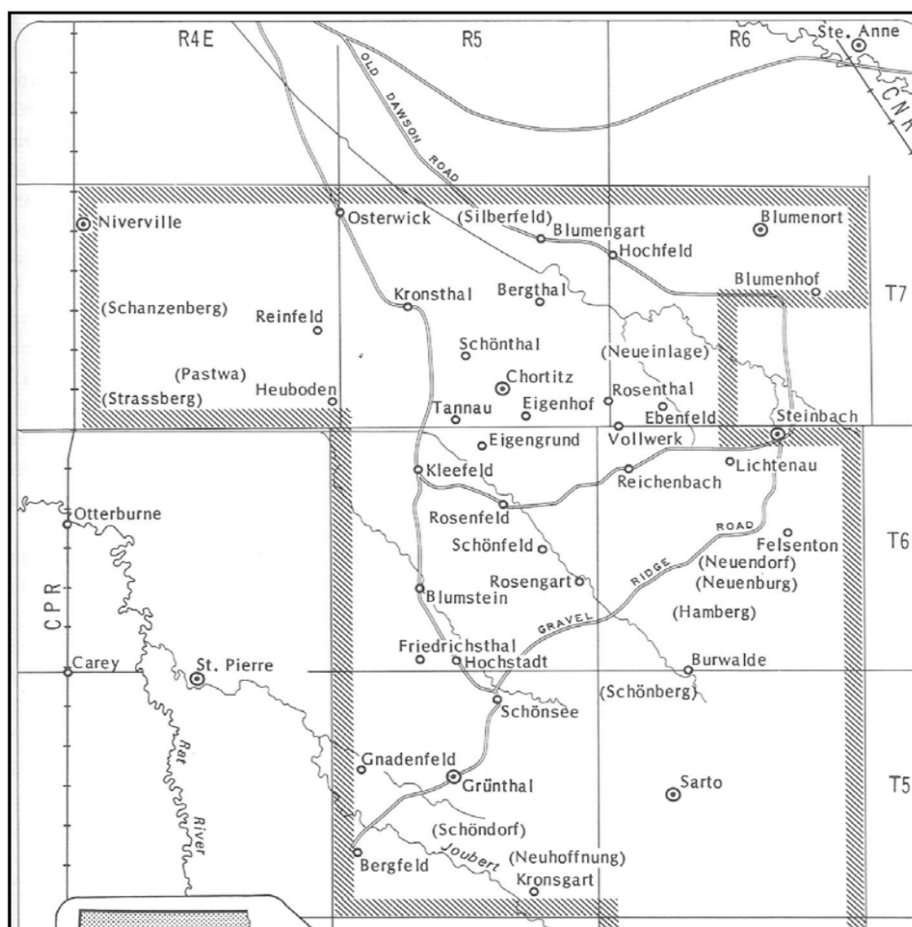 R4E
R5
R6
Ste. Anne
CNR
OLD DAWSON ROAD
Niverville
Osterwick
(Silberfeld)
Blumengart
Hochfeld
Blumenort
Blumenhof
T7
(Schanzenberg)
Kronsthal
Bergthal
Reinfeld
Schönthal
(Neueinlage)
(Pastwa)
Chortitz
(Strassberg)
Heuboden
Tannau
Eigenhof
Rosenthal
Ebenfeld
Steinbach
Vollwerk
Eigengrund
Kleefeld
Reichenbach
Lichtenau
Otterburne
Rosenfeld
Schönfeld
GRAVEL RIDGE ROAD
Felsenton
T6
(Neuendorf)
Rosengart
(Neuenburg)
Blumstein
(Hamberg)
CPR
Friedrichsthal
Hochstadt
Burwalde
Carey
St. Pierre
(Schönberg)
Schönsee
Gnadenfeld
Grünthal
Sarto
T5
Rat River
(Schöndorf)
Joubert
(Neuhoffnung)
Bergfeld
Kronsgart